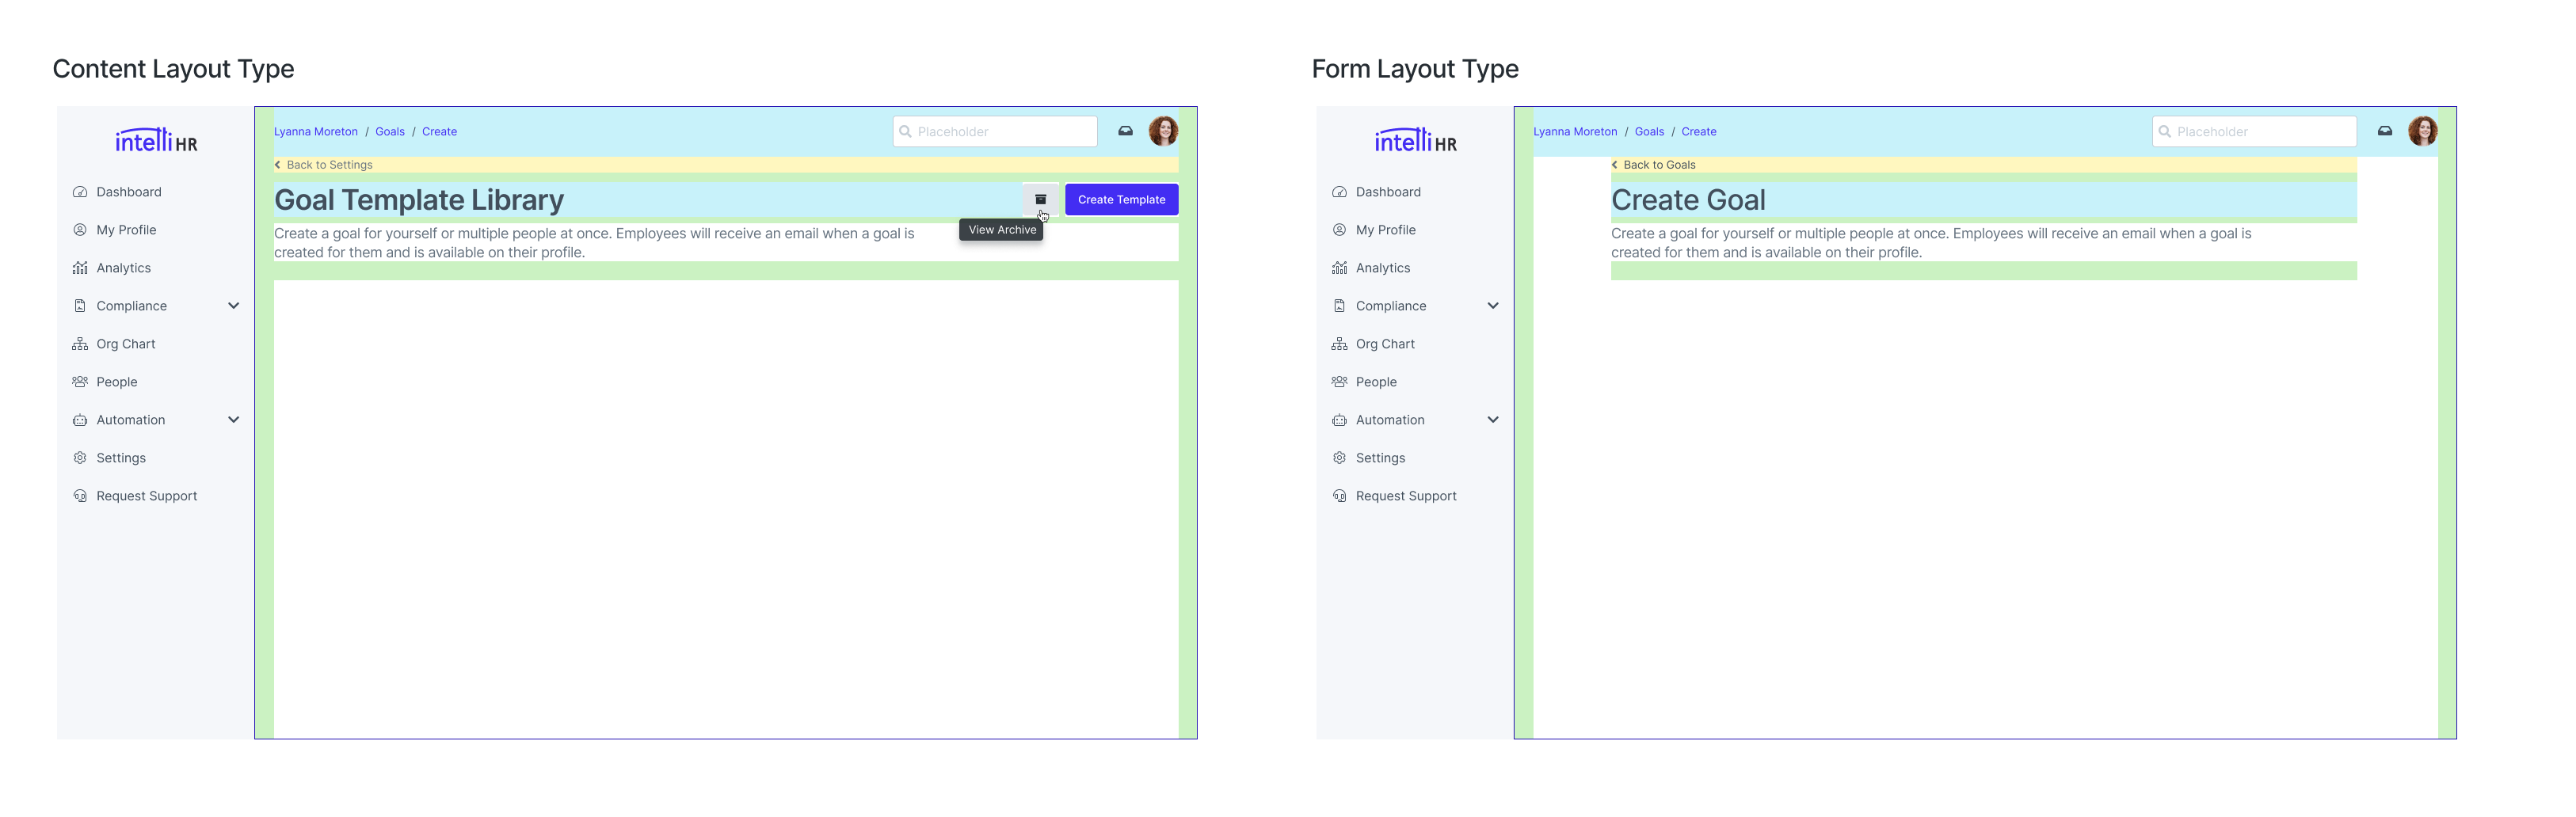 Content Layout Type
intelliHR
Dashboard
My Profile
Analytics
Compliance
Org Chart
People
Automation
Settings
Request Support
Lyanna Moreton / Goals / Create
Placeholder
Back to Settings
Goal Template Library
Create Template
View Archive
Create a goal for yourself or multiple people at once. Employees will receive an email when a goal is
created for them and is available on their profile.
Form Layout Type
intelliHR
Dashboard
My Profile
Analytics
Compliance
Org Chart
People
Automation
Settings
Request Support
Lyanna Moreton / Goals / Create
Placeholder
Back to Goals
Create Goal
Create a goal for yourself or multiple people at once. Employees will receive an email when a goal is
created for them and is available on their profile.